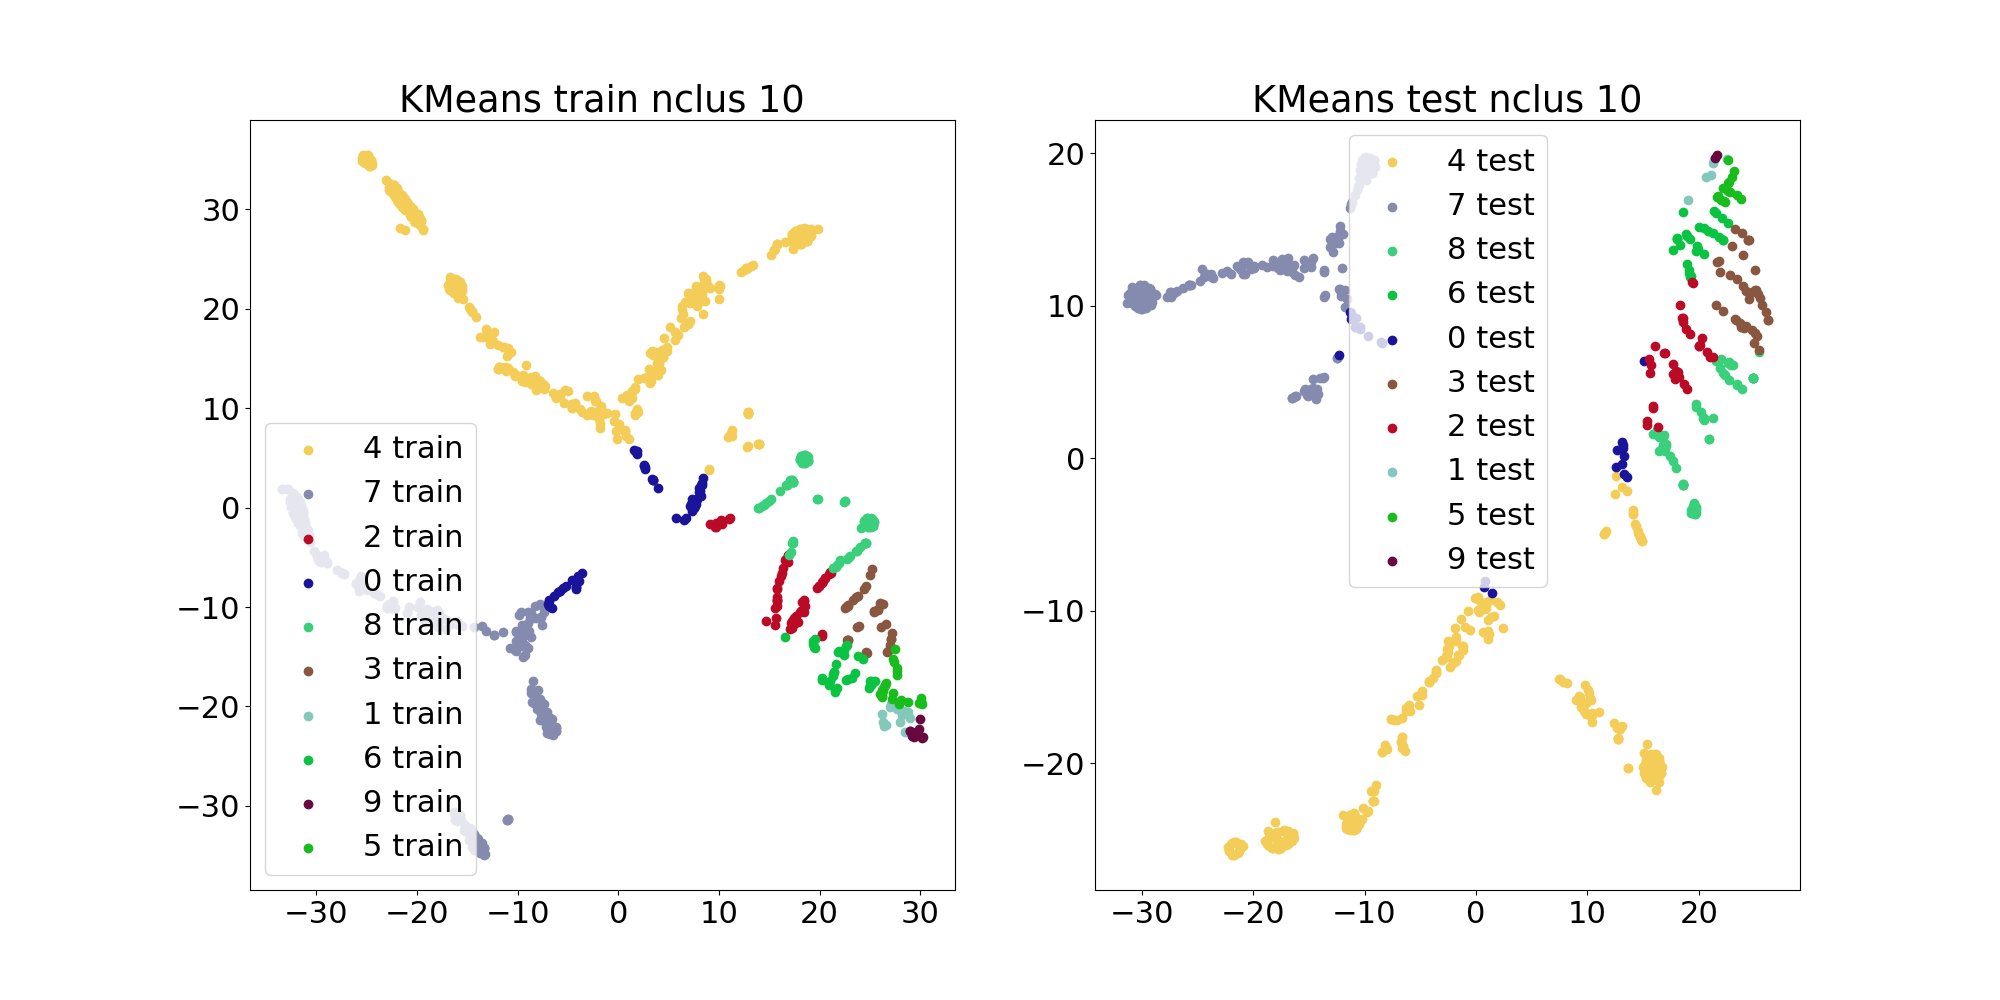 KMeans train nclus 10
30
20
10
0
−10
−20
−30
−30 −20 −10 0 10 20 30
4 train
7 train
2 train
0 train
8 train
3 train
1 train
6 train
9 train
5 train
KMeans test nclus 10
20
10
0
−10
−20
−30 −20 −10 0 10 20
4 test
7 test
8 test
6 test
0 test
3 test
2 test
1 test
5 test
9 test